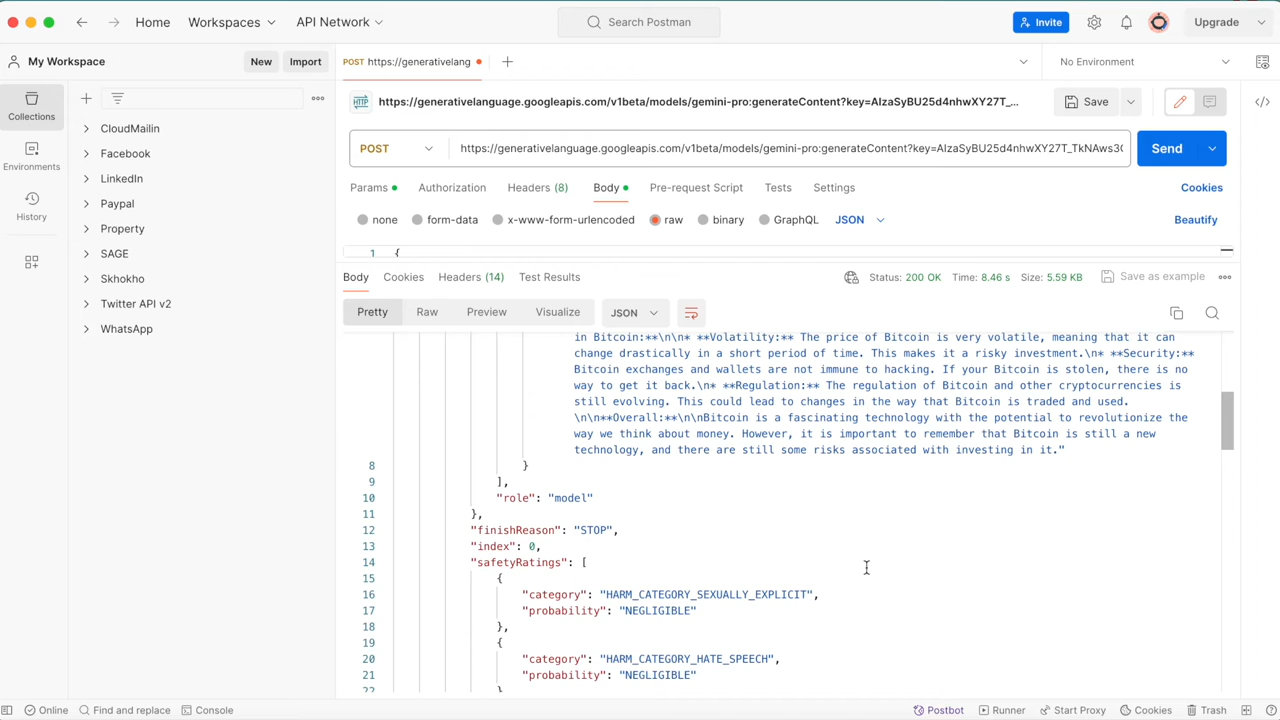 Home
Workspaces
API Network
Search Postman
Invite
Upgrade
My Workspace
New
Import
POST https://generativelang
No Environment
Collections
Environments
History
CloudMailin
Facebook
LinkedIn
Paypal
Property
SAGE
Skhokho
Twitter API v2
WhatsApp
HTTP
https://generativelanguage.googleapis.com/v1beta/models/gemini-pro:generateContent?key=AIzaSyBU25d4nhwXY27T_...
Save
POST
https://generativelanguage.googleapis.com/v1beta/models/gemini-pro:generateContent?key=AIzaSyBU25d4nhwXY27T_TkNAws3
Send
Params
Authorization
Headers (8)
Body
Pre-request Script
Tests
Settings
Cookies
none
form-data
x-www-form-urlencoded
raw
binary
GraphQL
JSON
Beautify
1 {
Body
Cookies
Headers (14)
Test Results
Status: 200 OK
Time: 8.46 s
Size: 5.59 KB
Save as example
Pretty
Raw
Preview
Visualize
JSON
in Bitcoin:**\n\n* **Volatility:** The price of Bitcoin is very volatile, meaning that it can
change drastically in a short period of time. This makes it a risky investment.\n* **Security:**
Bitcoin exchanges and wallets are not immune to hacking. If your Bitcoin is stolen, there is no
way to get it back.\n* **Regulation:** The regulation of Bitcoin and other cryptocurrencies is
still evolving. This could lead to changes in the way that Bitcoin is traded and used.
\n\n**Overall:**\n\nBitcoin is a fascinating technology with the potential to revolutionize the
way we think about money. However, it is important to remember that Bitcoin is still a new
technology, and there are still some risks associated with investing in it."
8 }
9 ],
10 "role": "model"
11 },
12 "finishReason": "STOP",
13 "index": 0,
14 "safetyRatings": [
15 {
16 "category": "HARM_CATEGORY_SEXUALLY_EXPLICIT",
17 "probability": "NEGLIGIBLE"
18 },
19 {
20 "category": "HARM_CATEGORY_HATE_SPEECH",
21 "probability": "NEGLIGIBLE"
22 }
Online
Find and replace
Console
Postbot
Runner
Start Proxy
Cookies
Trash